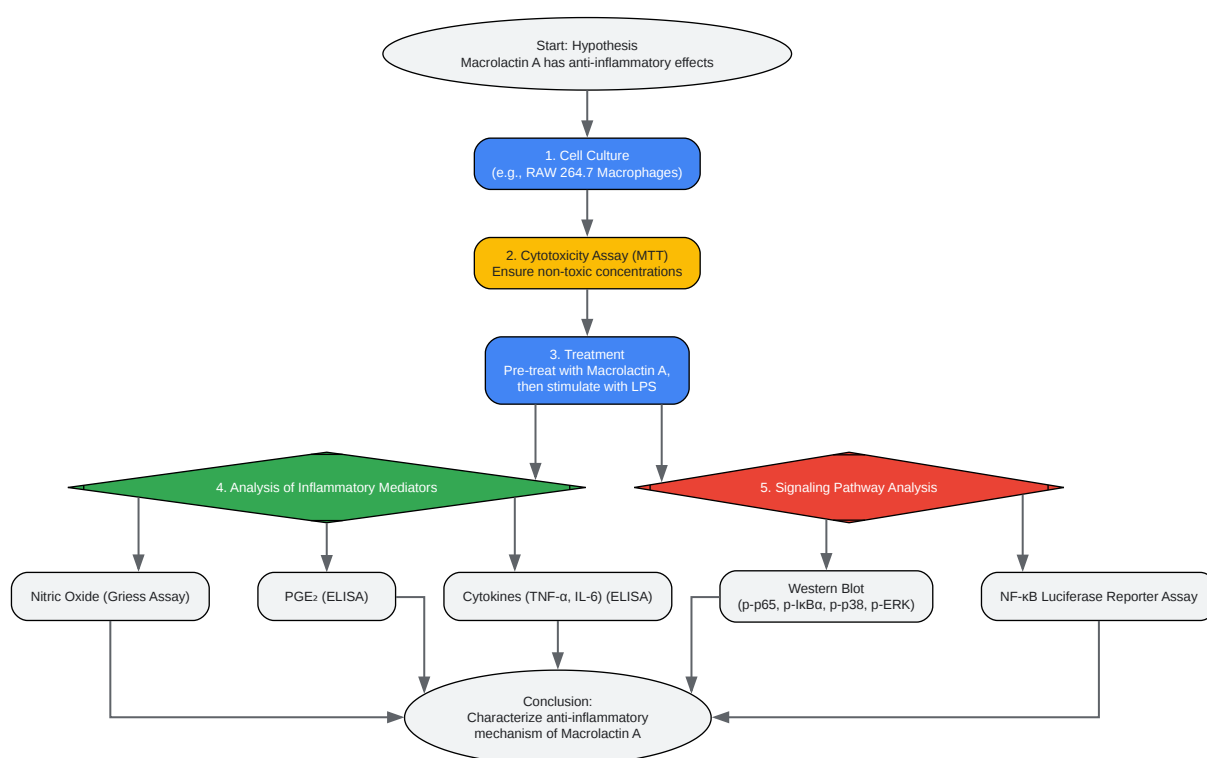 Start: Hypothesis
Macrolactin A has anti-inflammatory effects
1. Cell Culture
(e.g., RAW 264.7 Macrophages)
2. Cytotoxicity Assay (MTT)
Ensure non-toxic concentrations
3. Treatment
Pre-treat with Macrolactin A,
then stimulate with LPS
4. Analysis of Inflammatory Mediators
5. Signaling Pathway Analysis
Nitric Oxide (Griess Assay)
PGE₂ (ELISA)
Cytokines (TNF-α, IL-6) (ELISA)
Western Blot
(p-p65, p-IκBα, p-p38, p-ERK)
NF-κB Luciferase Reporter Assay
Conclusion:
Characterize anti-inflammatory
mechanism of Macrolactin A